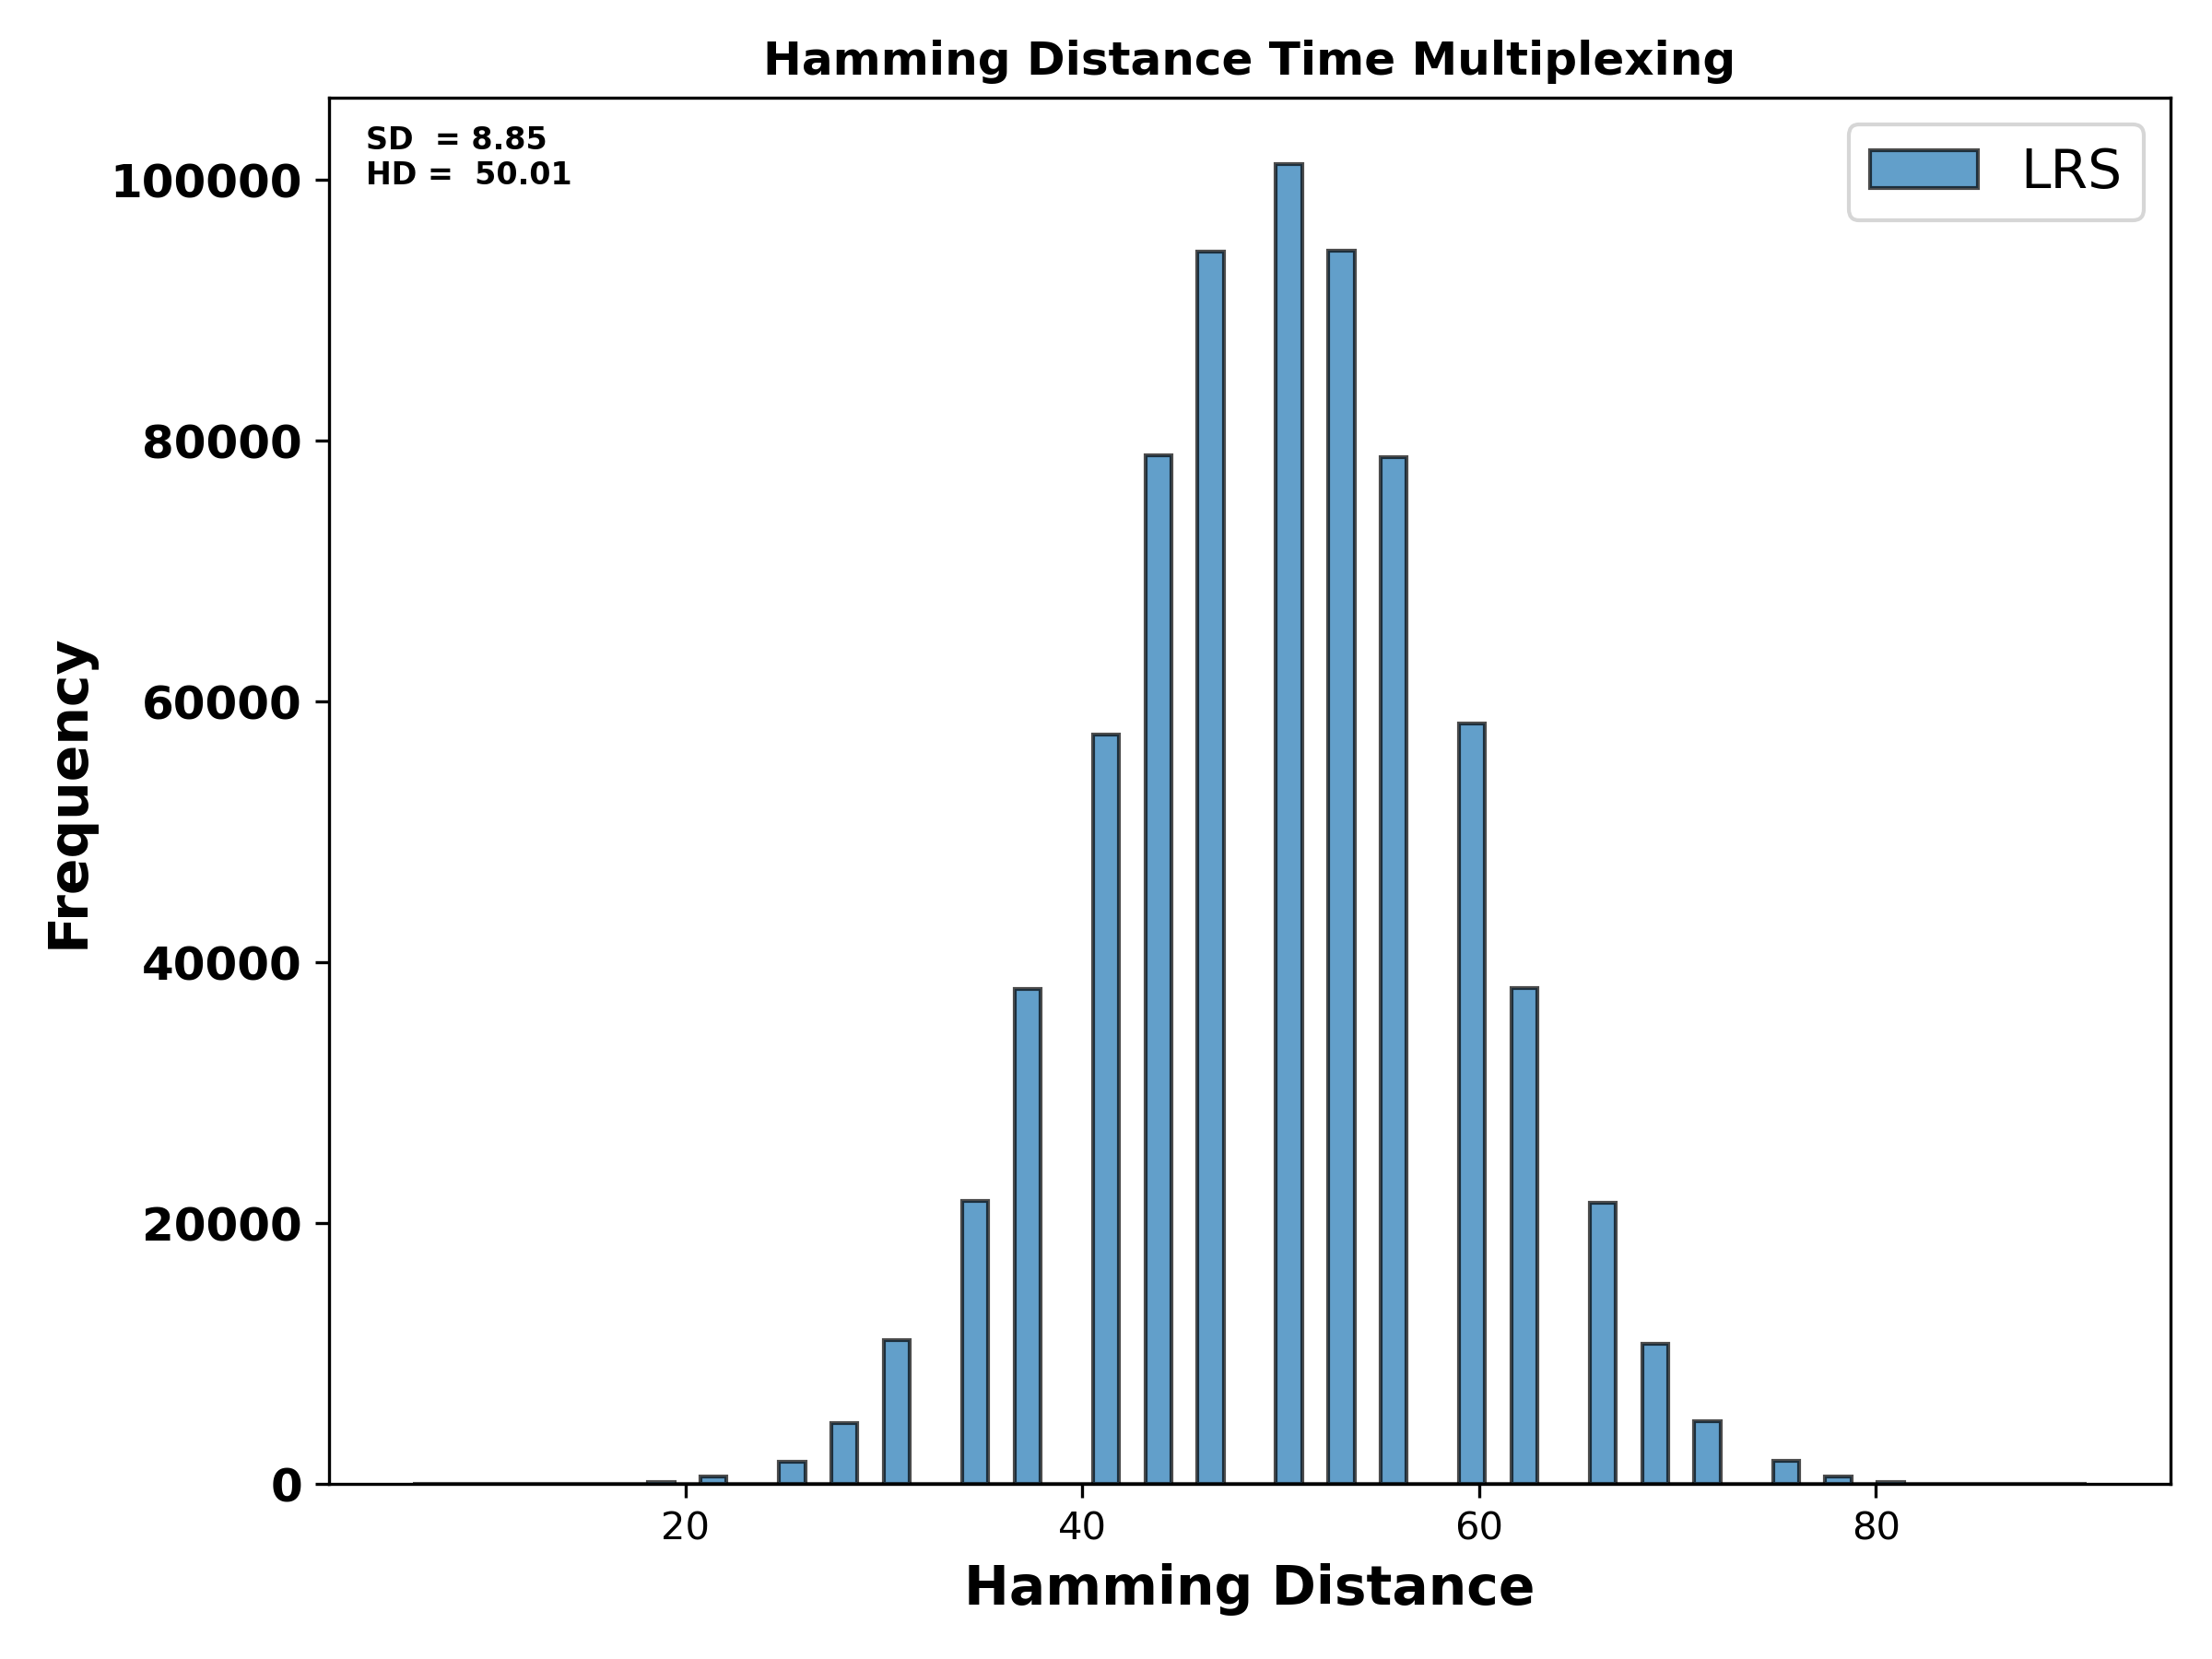 Hamming Distance Time Multiplexing
SD = 8.85
HD = 50.01
LRS
100000
80000
60000
40000
20000
0
Frequency
20 40 60 80
Hamming Distance